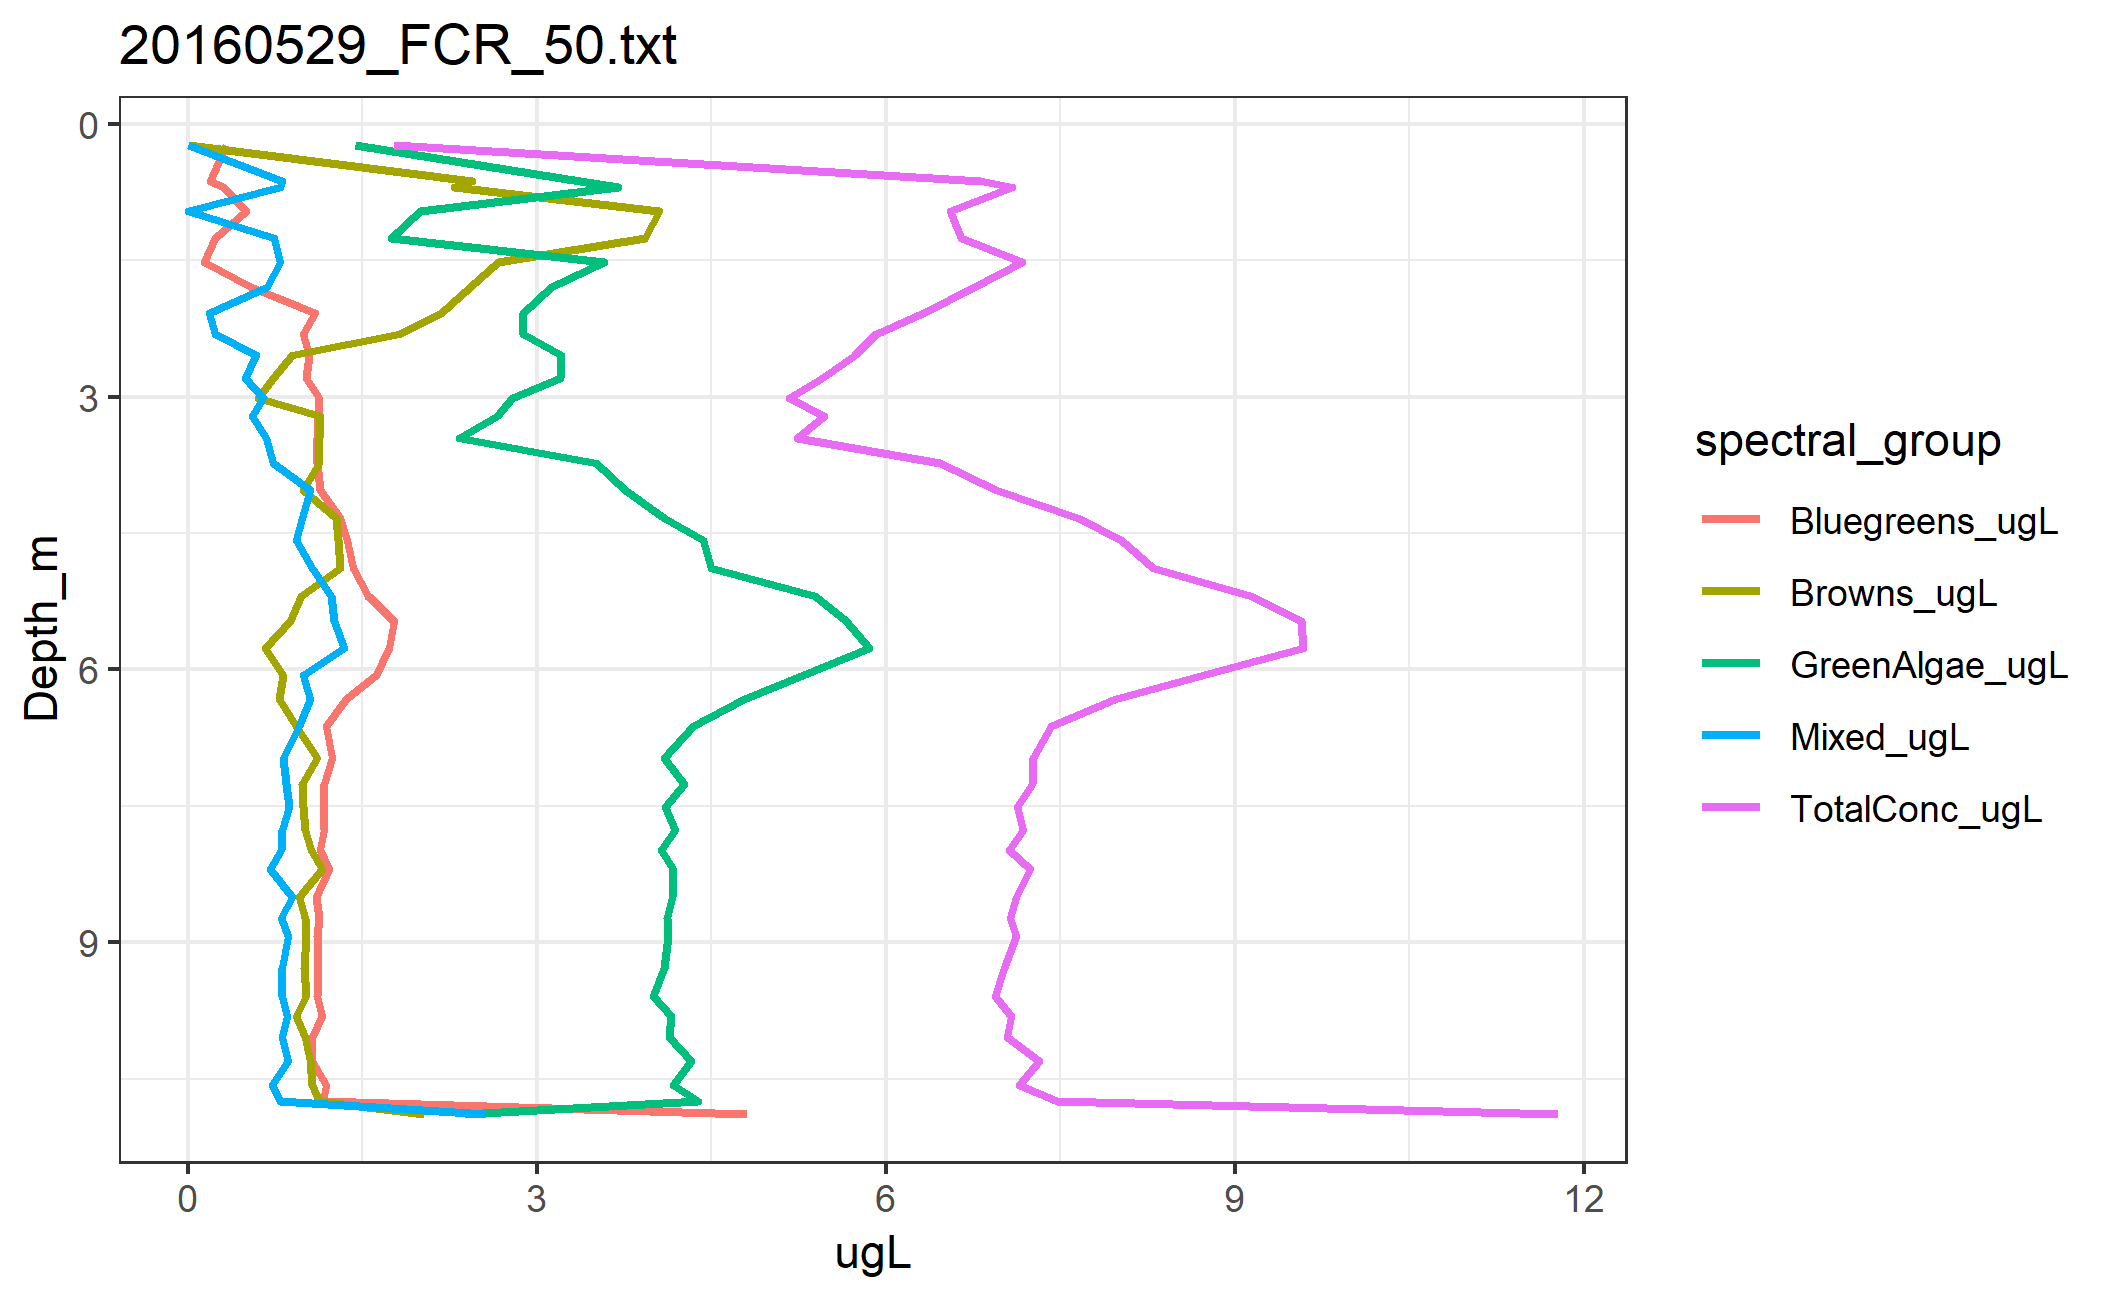 20160529_FCR_50.txt
0
3
6
9
Depth_m
0
3
6
9
12
ugL
spectral_group
Bluegreens_ugL
Browns_ugL
GreenAlgae_ugL
Mixed_ugL
TotalConc_ugL